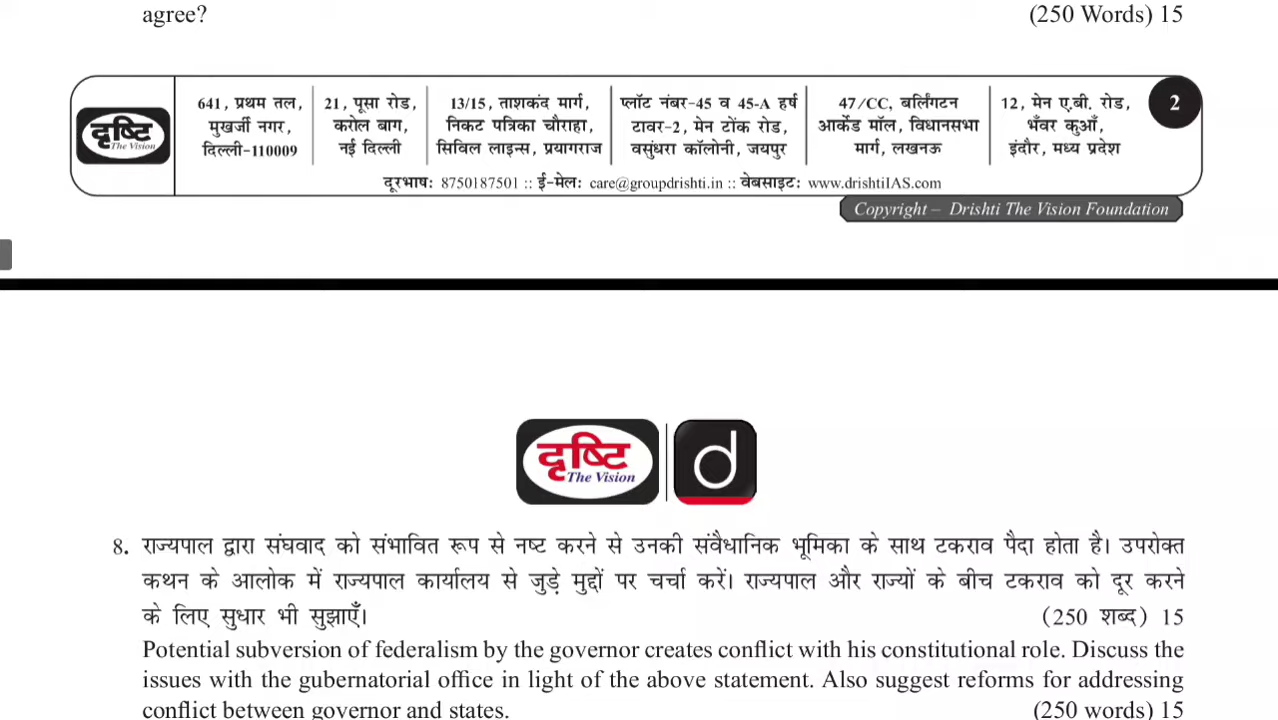 agree? (250 Words) 15
दृष्टि
The Vision
641, प्रथम तल,
मुखर्जी नगर,
दिल्ली-110009
21, पूसा रोड,
करोल बाग,
नई दिल्ली
13/15, ताशकंद मार्ग,
निकट पत्रिका चौराहा,
सिविल लाइन्स, प्रयागराज
प्लॉट नंबर-45 व 45-A हर्ष
टावर-2, मेन टोंक रोड,
वसुंधरा कॉलोनी, जयपुर
47/CC, बर्लिंगटन
आर्केड मॉल, विधानसभा
मार्ग, लखनऊ
12, मेन ए.बी. रोड,
भँवर कुआँ,
इंदौर, मध्य प्रदेश
2
दूरभाष: 8750187501 :: ई-मेल: care@groupdrishti.in :: वेबसाइट: www.drishtiIAS.com
Copyright – Drishti The Vision Foundation
दृष्टि
The Vision
d
8. राज्यपाल द्वारा संघवाद को संभावित रूप से नष्ट करने से उनकी संवैधानिक भूमिका के साथ टकराव पैदा होता है। उपरोक्त
कथन के आलोक में राज्यपाल कार्यालय से जुड़े मुद्दों पर चर्चा करें। राज्यपाल और राज्यों के बीच टकराव को दूर करने
के लिए सुधार भी सुझाएँ। (250 शब्द) 15
Potential subversion of federalism by the governor creates conflict with his constitutional role. Discuss the
issues with the gubernatorial office in light of the above statement. Also suggest reforms for addressing
conflict between governor and states. (250 words) 15